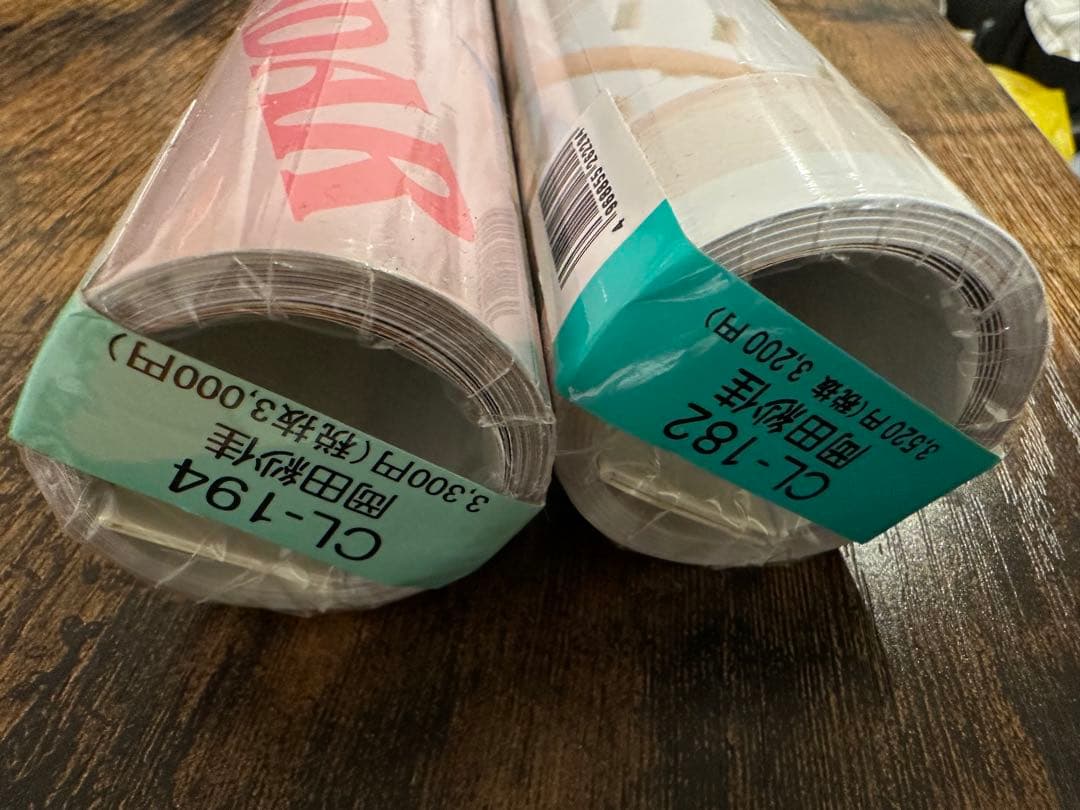 CL-194
岡田紗佳
3,300円(税抜3,000円)
CL-182
岡田紗佳
3,520円(税抜 3,200円)